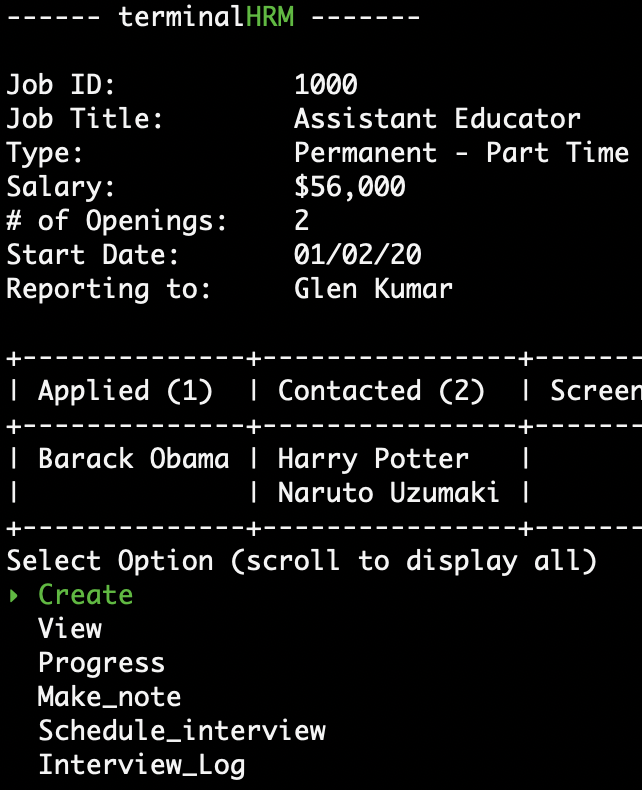 ------ terminalHRM -------
Job ID: 1000
Job Title: Assistant Educator
Type: Permanent - Part Time
Salary: $56,000
# of Openings: 2
Start Date: 01/02/20
Reporting to: Glen Kumar
+--------------+----------------+-------
| Applied (1) | Contacted (2) | Screen
+--------------+----------------+-------
| Barack Obama | Harry Potter |
| | Naruto Uzumaki |
+--------------+----------------+-------
Select Option (scroll to display all)
‣ Create
View
Progress
Make_note
Schedule_interview
Interview_Log